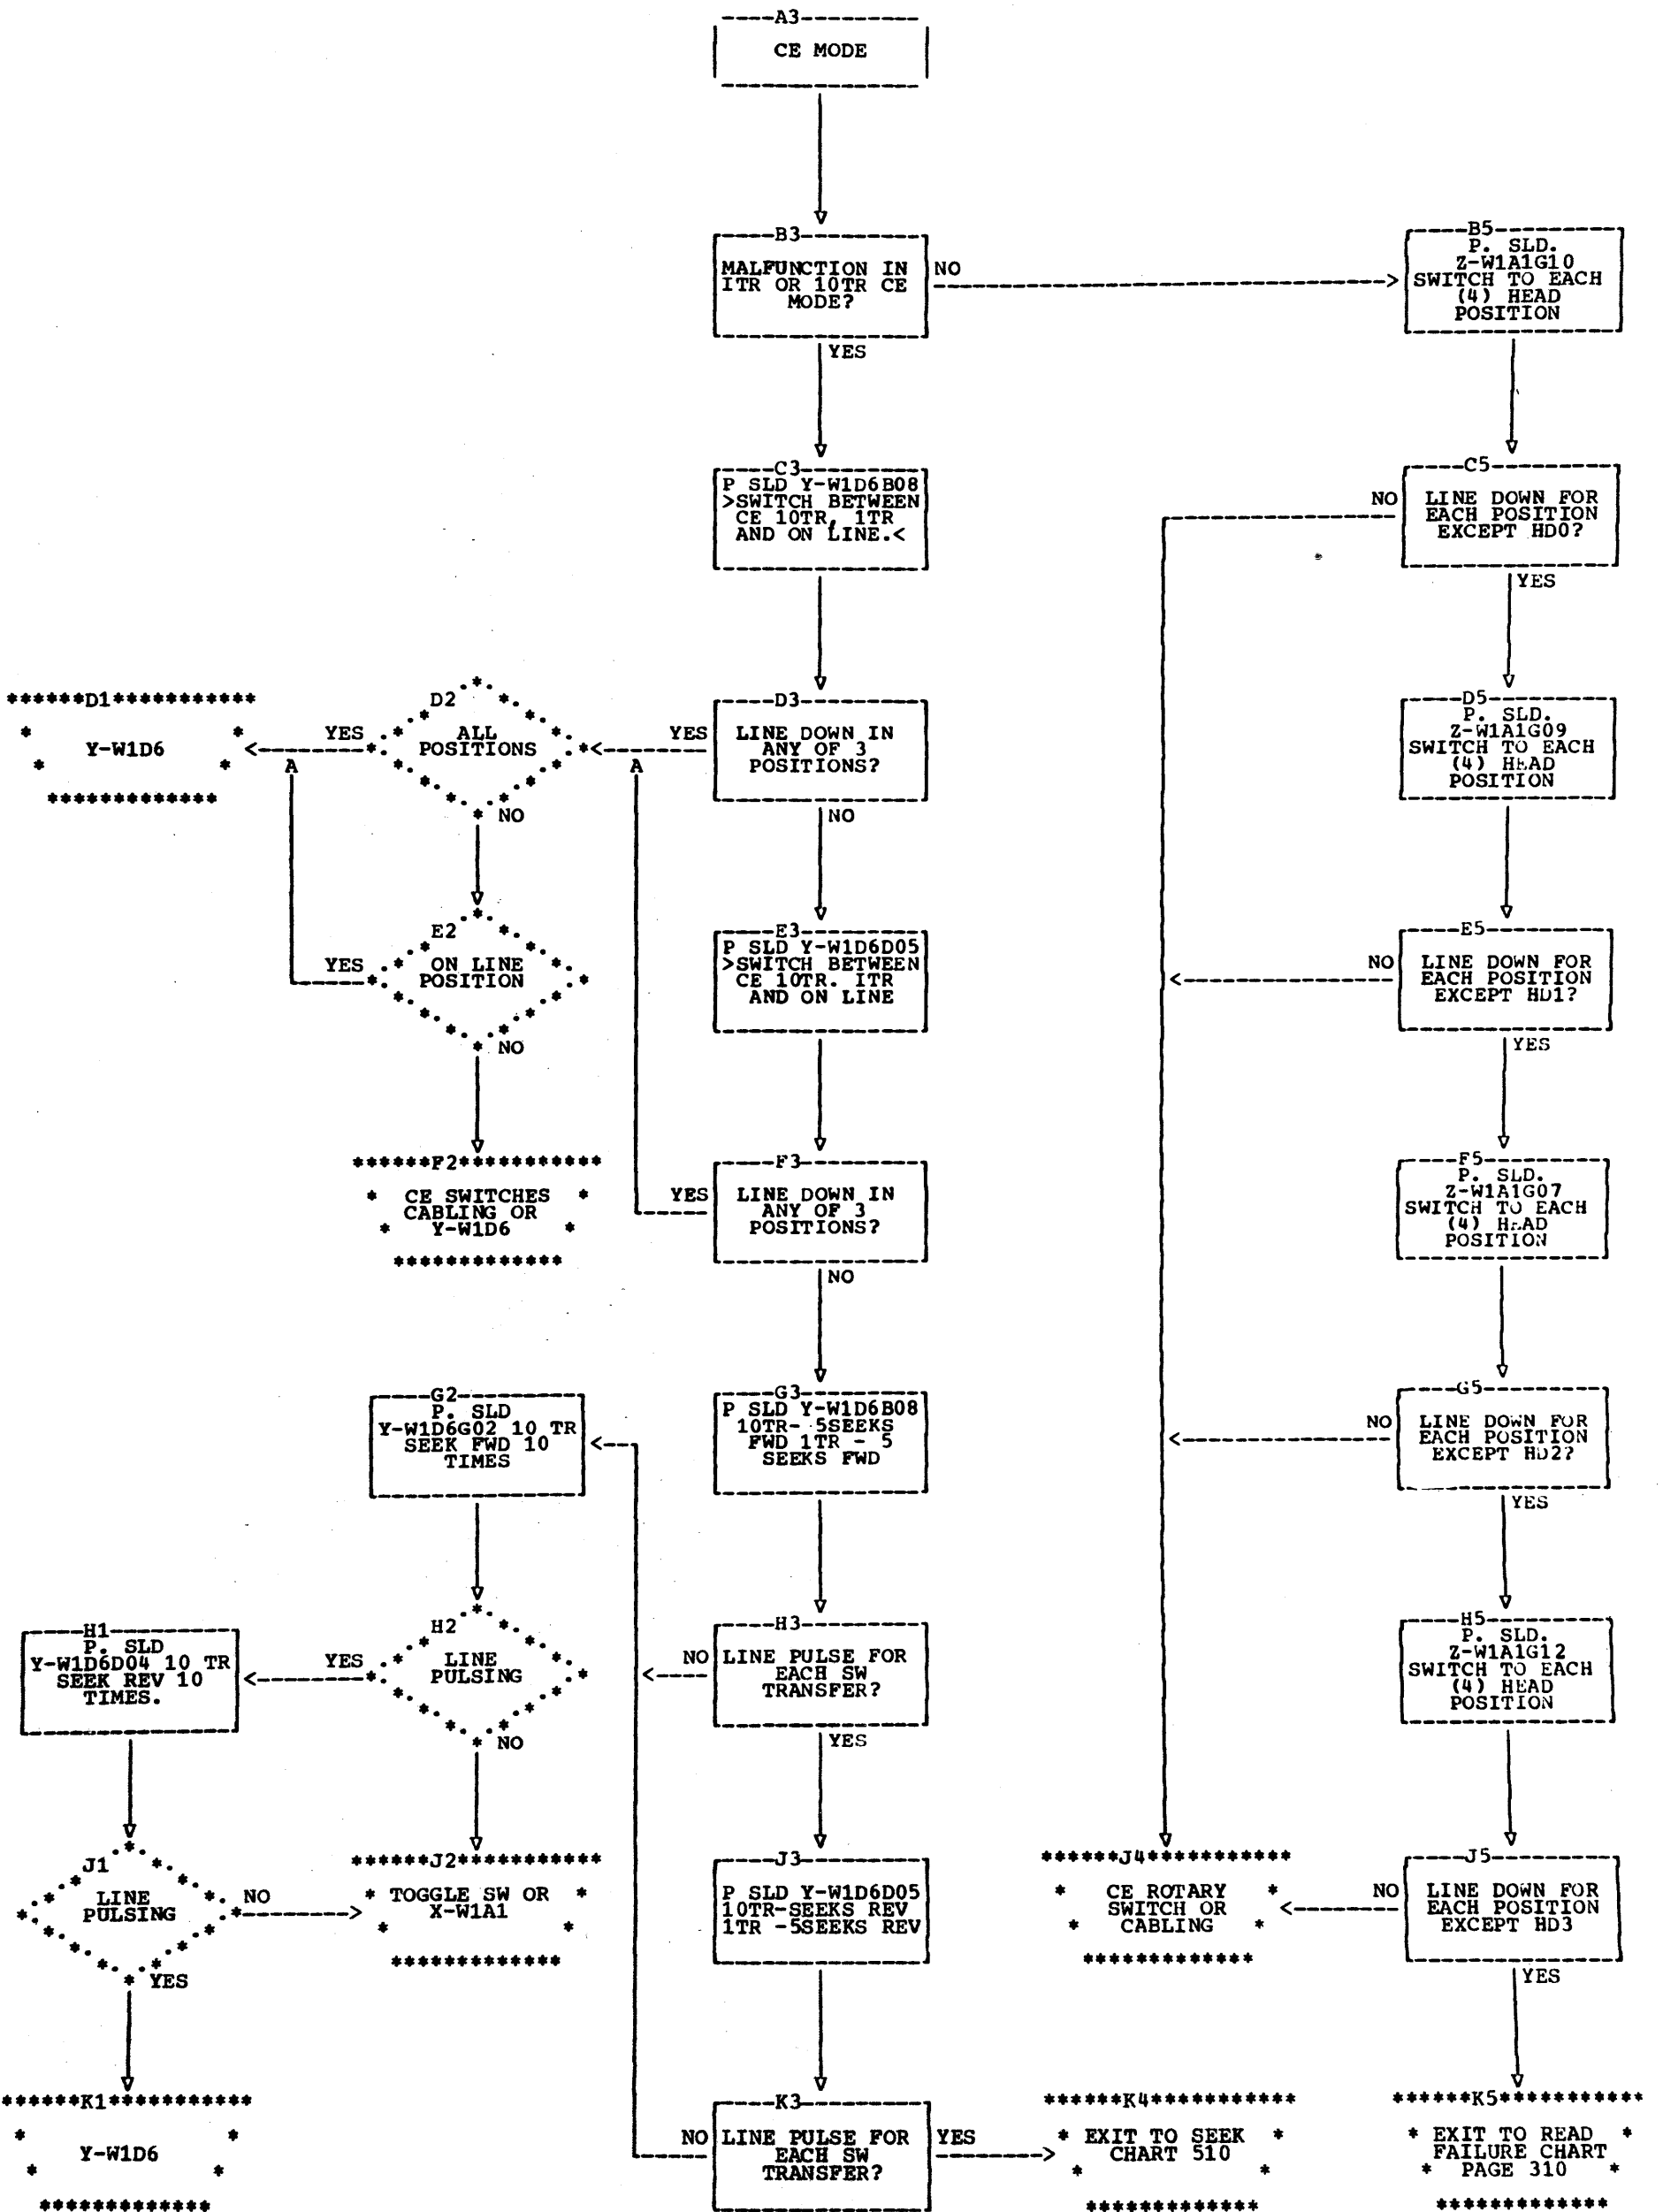 A3
CE MODE
B3
MALFUNCTION IN
ITR OR 10TR CE
MODE?
NO
YES
B5
P. SLD.
Z-W1A1G10
SWITCH TO EACH
(4) HEAD
POSITION
C3
P SLD Y-W1D6B08
>SWITCH BETWEEN
CE 10TR, 1TR
AND ON LINE.<
C5
NO
LINE DOWN FOR
EACH POSITION
EXCEPT HD0?
YES
******D1***********
* *
Y-W1D6
* *
*************
D2
ALL
POSITIONS
YES
NO
A
D3
LINE DOWN IN
ANY OF 3
POSITIONS?
YES
A
NO
D5
P. SLD.
Z-W1A1G09
SWITCH TO EACH
(4) HEAD
POSITION
E2
ON LINE
POSITION
YES
NO
E3
P SLD Y-W1D6D05
>SWITCH BETWEEN
CE 10TR. ITR
AND ON LINE
E5
NO
LINE DOWN FOR
EACH POSITION
EXCEPT HD1?
YES
******F2***********
* CE SWITCHES *
CABLING OR
* Y-W1D6 *
*************
F3
YES
LINE DOWN IN
ANY OF 3
POSITIONS?
NO
F5
P. SLD.
Z-W1A1G07
SWITCH TO EACH
(4) HEAD
POSITION
G2
P. SLD
Y-W1D6G02 10 TR
SEEK FWD 10
TIMES
G3
P SLD Y-W1D6B08
10TR- 5SEEKS
FWD 1TR - 5
SEEKS FWD
G5
NO
LINE DOWN FOR
EACH POSITION
EXCEPT HD2?
YES
H1
P. SLD
Y-W1D6D04 10 TR
SEEK REV 10
TIMES.
H2
LINE
PULSING
YES
NO
H3
NO
LINE PULSE FOR
EACH SW
TRANSFER?
YES
H5
P. SLD.
Z-W1A1G12
SWITCH TO EACH
(4) HEAD
POSITION
J1
LINE
PULSING
NO
YES
******J2***********
* TOGGLE SW OR *
X-W1A1
* *
*************
J3
P SLD Y-W1D6D05
10TR-SEEKS REV
1TR -5SEEKS REV
******J4***********
* CE ROTARY *
SWITCH OR
* CABLING *
*************
J5
NO
LINE DOWN FOR
EACH POSITION
EXCEPT HD3
YES
******K1***********
* *
Y-W1D6
* *
*************
K3
NO
LINE PULSE FOR
EACH SW
TRANSFER?
YES
******K4***********
* EXIT TO SEEK *
CHART 510
* *
*************
******K5***********
* EXIT TO READ *
FAILURE CHART
* PAGE 310 *
*************